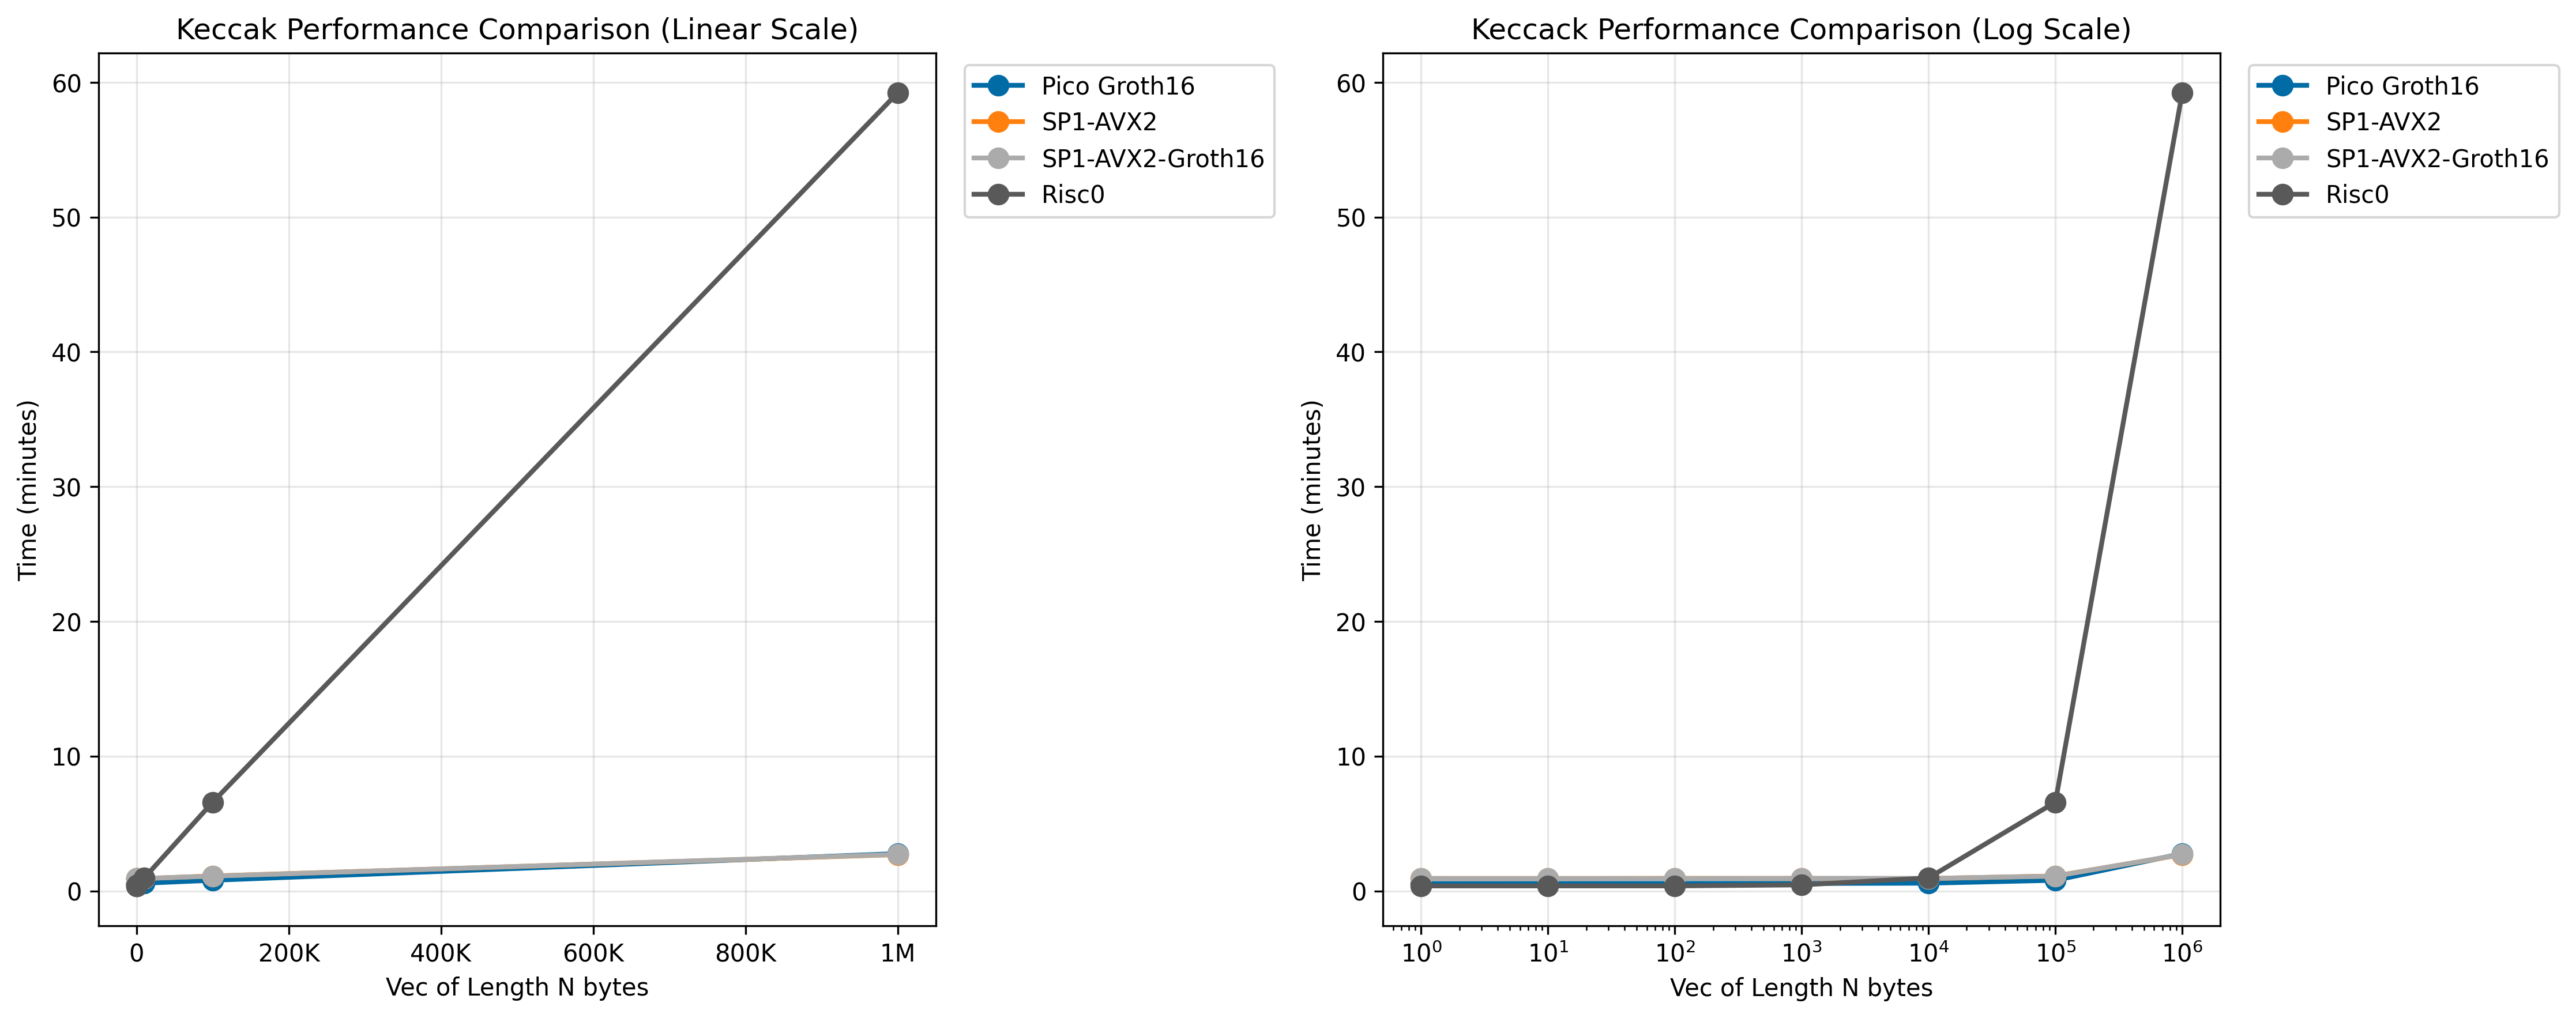 Keccak Performance Comparison (Linear Scale)
60
50
40
30
20
10
0
Time (minutes)
0 200K 400K 600K 800K 1M
Vec of Length N bytes
Pico Groth16
SP1-AVX2
SP1-AVX2-Groth16
Risc0
Keccack Performance Comparison (Log Scale)
60
50
40
30
20
10
0
Time (minutes)
10⁰ 10¹ 10² 10³ 10⁴ 10⁵ 10⁶
Vec of Length N bytes
Pico Groth16
SP1-AVX2
SP1-AVX2-Groth16
Risc0